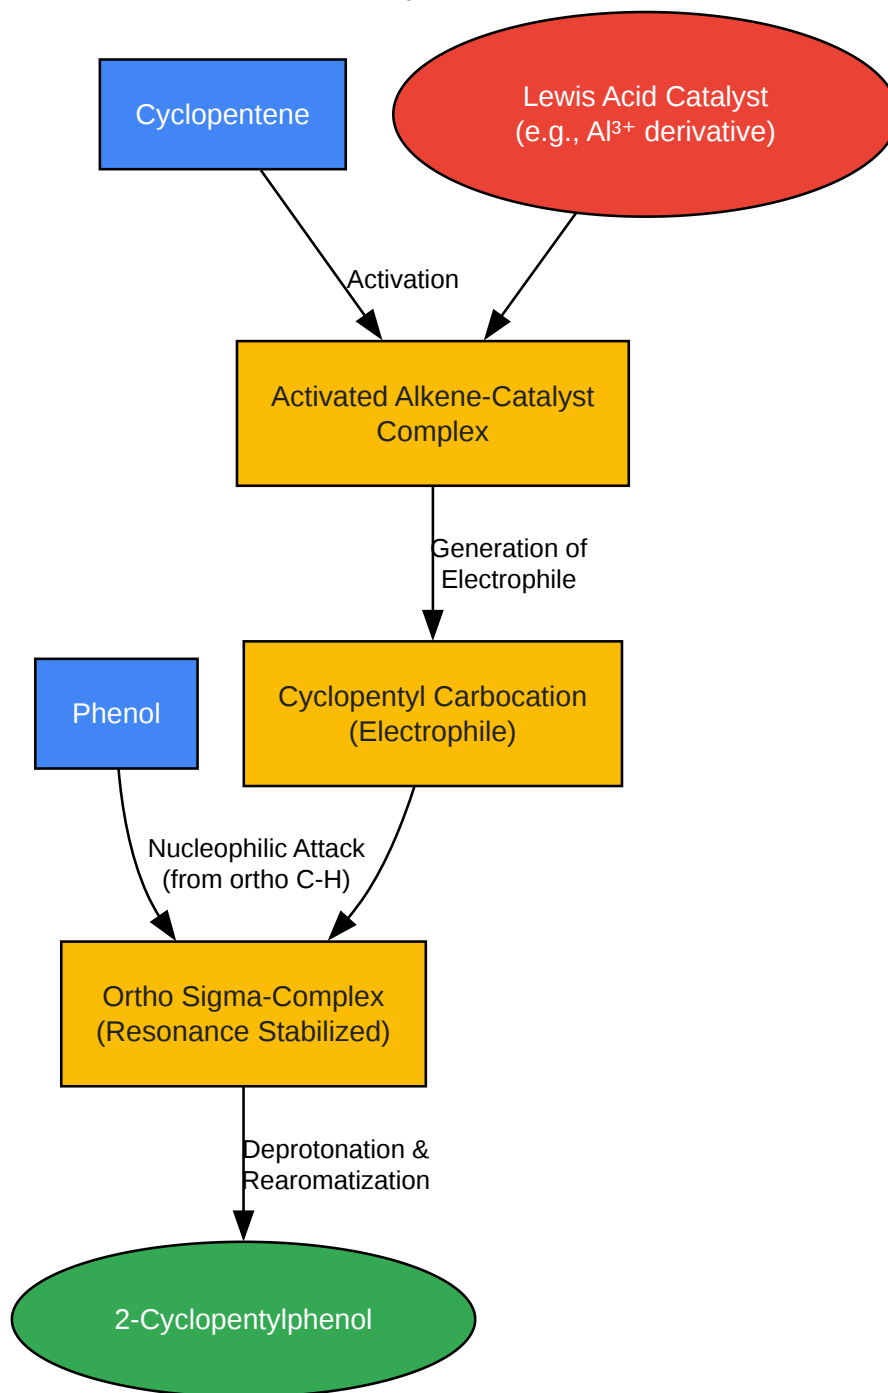 Cyclopentene
Lewis Acid Catalyst
(e.g., Al³⁺ derivative)
Activation
Activated Alkene-Catalyst
Complex
Generation of
Electrophile
Phenol
Cyclopentyl Carbocation
(Electrophile)
Nucleophilic Attack
(from ortho C-H)
Ortho Sigma-Complex
(Resonance Stabilized)
Deprotonation &
Rearomatization
2-Cyclopentylphenol